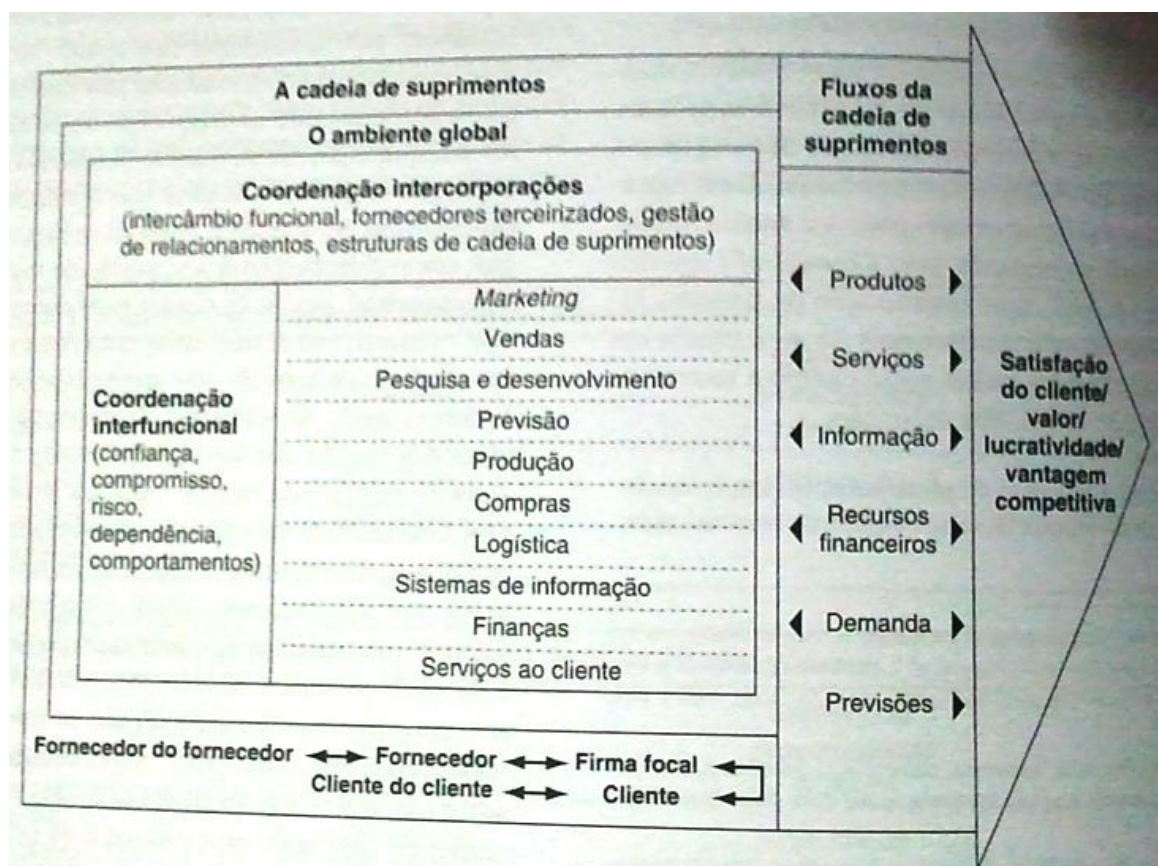 A cadeia de suprimentos
O ambiente global
Coordenação intercorporações
(intercâmbio funcional, fornecedores terceirizados, gestão
de relacionamentos, estruturas de cadeia de suprimentos)
Coordenação
interfuncional
(confiança,
compromisso,
risco,
dependência,
comportamentos)
Marketing
Vendas
Pesquisa e desenvolvimento
Previsão
Produção
Compras
Logística
Sistemas de informação
Finanças
Serviços ao cliente
Fornecedor do fornecedor Fornecedor Firma focal
Cliente do cliente Cliente
Fluxos da
cadeia de
suprimentos
Produtos
Serviços
Informação
Recursos
financeiros
Demanda
Previsões
Satisfação
do cliente/
valor/
lucratividade/
vantagem
competitiva